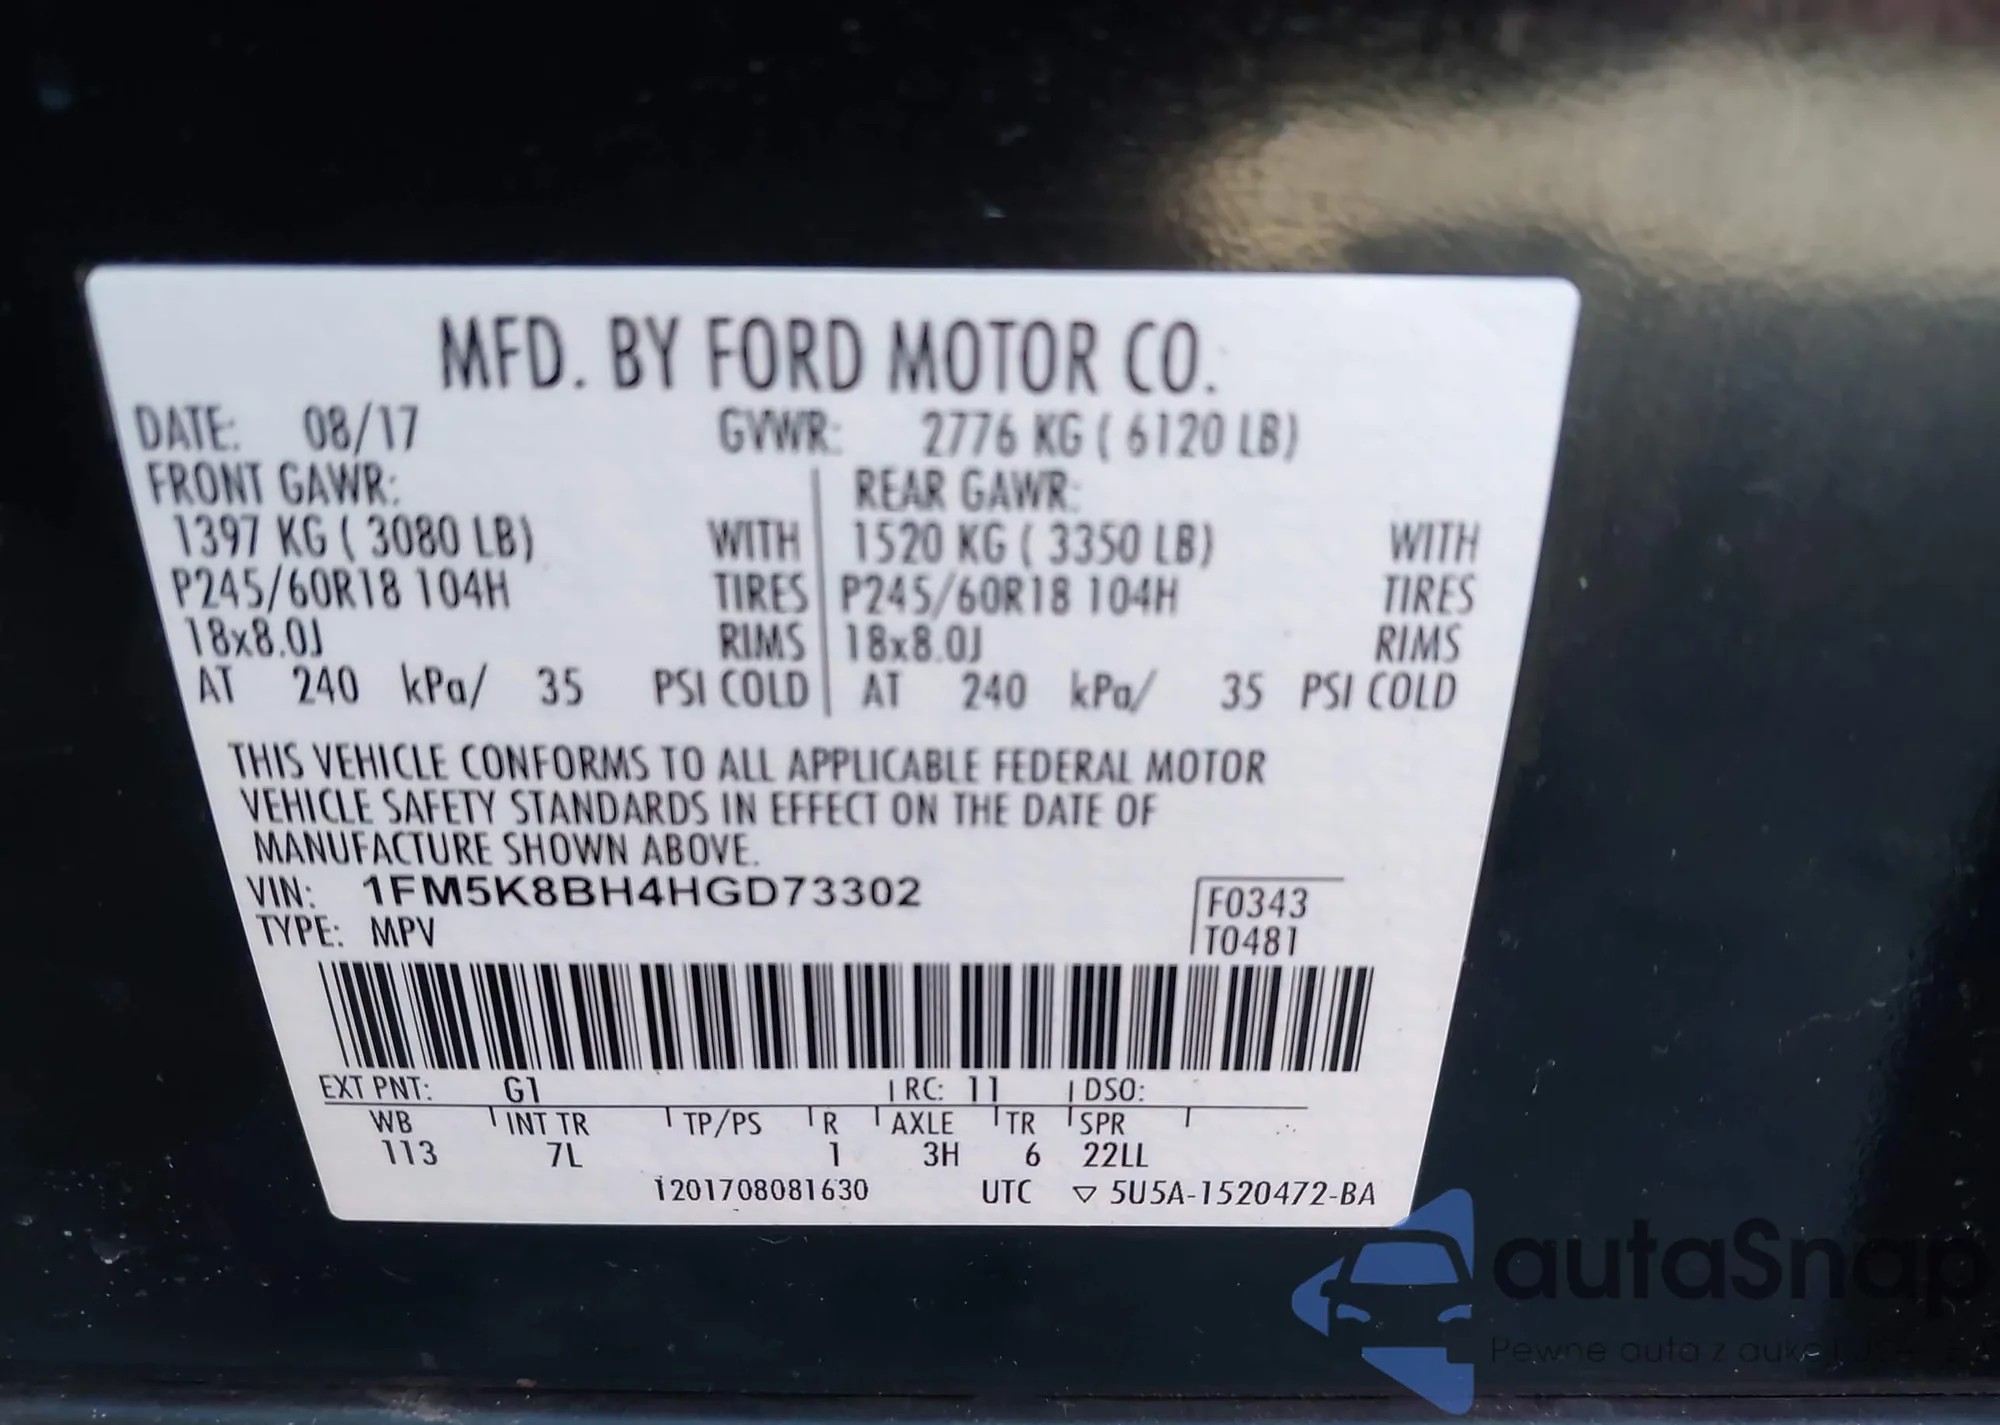 MFD. BY FORD MOTOR CO.
DATE: 08/17 GVWR: 2776 KG ( 6120 LB)
FRONT GAWR: REAR GAWR:
1397 KG ( 3080 LB) WITH 1520 KG ( 3350 LB) WITH
P245/60R18 104H TIRES P245/60R18 104H TIRES
18x8.0J RIMS 18x8.0J RIMS
AT 240 kPa/ 35 PSI COLD AT 240 kPa/ 35 PSI COLD
THIS VEHICLE CONFORMS TO ALL APPLICABLE FEDERAL MOTOR
VEHICLE SAFETY STANDARDS IN EFFECT ON THE DATE OF
MANUFACTURE SHOWN ABOVE.
VIN: 1FM5K8BH4HGD73302 F0343
TYPE: MPV T0481
EXT PNT: G1 RC: 11 DSO:
WB INT TR TP/PS R AXLE TR SPR
113 7L 1 3H 6 22LL
120170808 1630 UTC ▽ 5U5A-1520472-BA
autaSnap
Pewne auta z